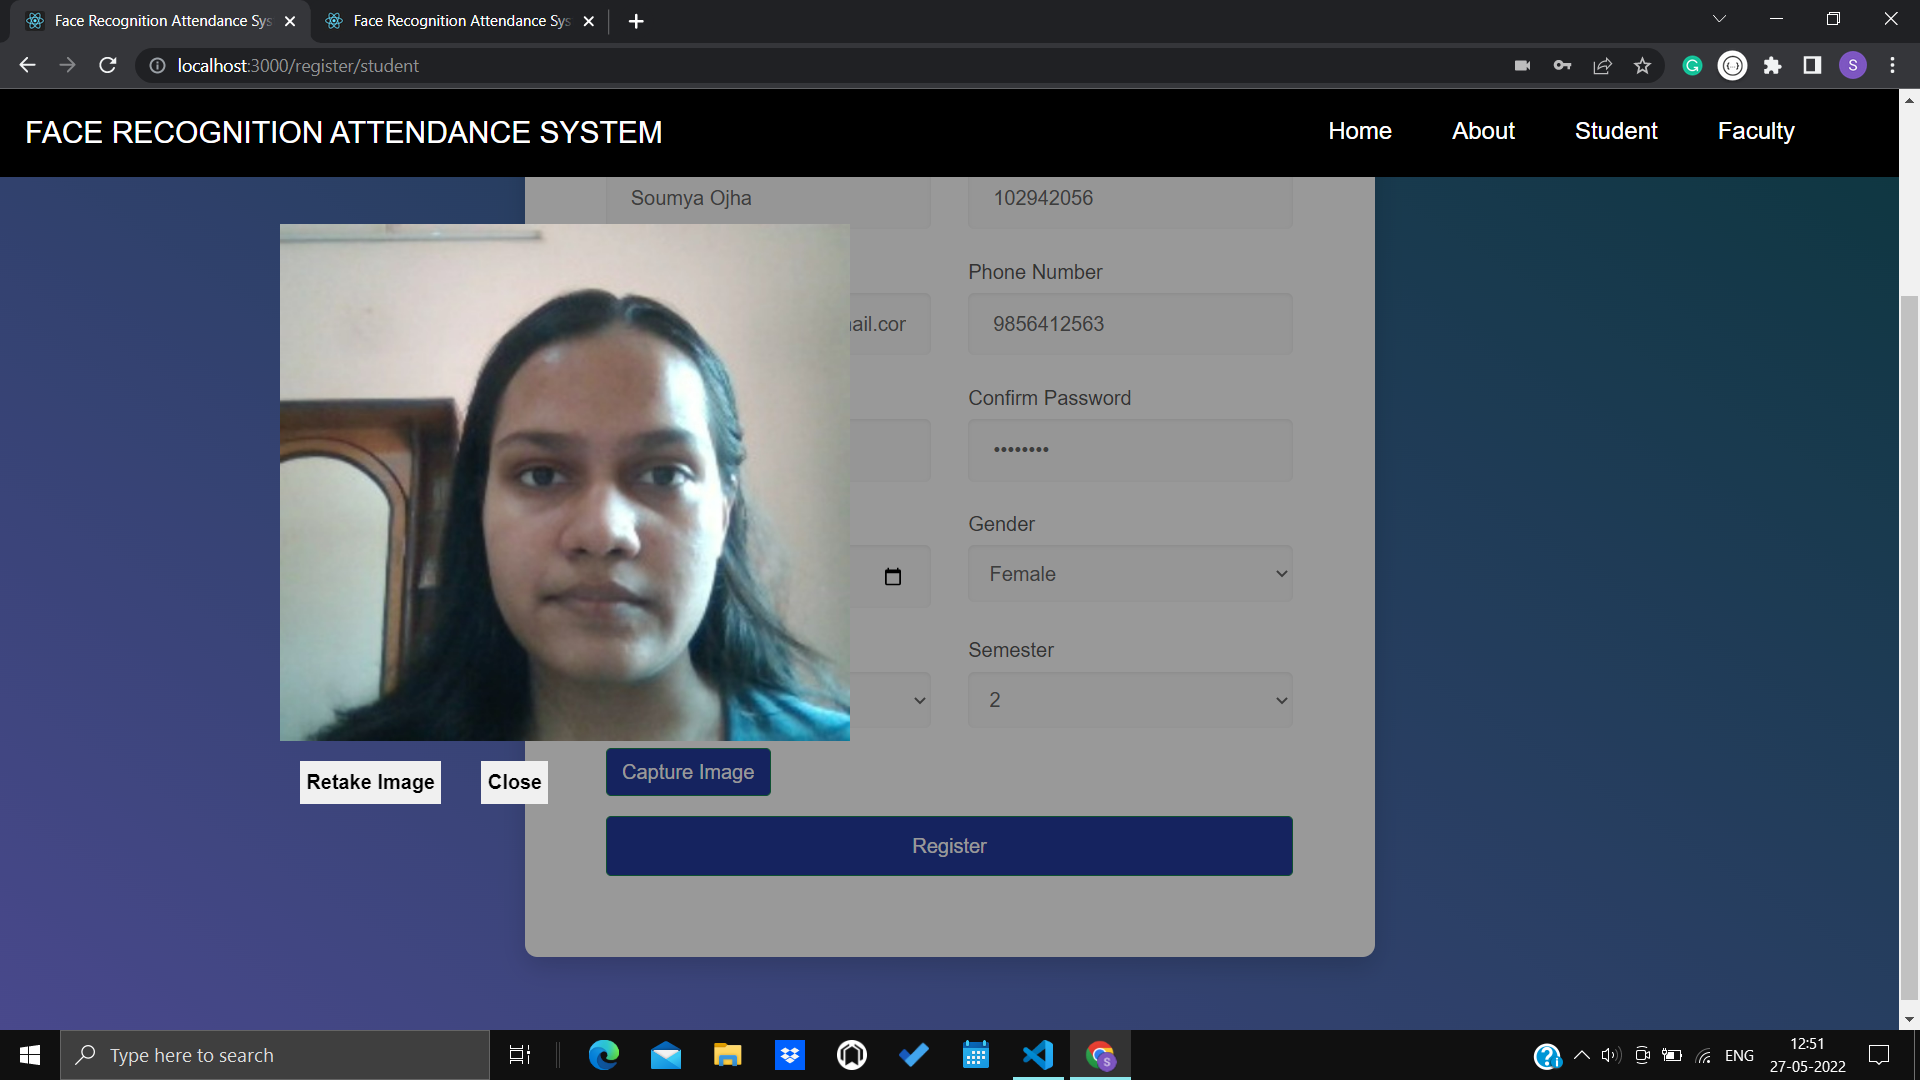 Face Recognition Attendance Sys
Face Recognition Attendance Sys
localhost:3000/register/student
S
FACE RECOGNITION ATTENDANCE SYSTEM
Home About Student Faculty
Soumya Ojha 102942056
Phone Number
ail.cor 9856412563
Confirm Password
••••••••
Gender
Female
Semester
2
Capture Image
Retake Image Close
Register
Type here to search
ENG
12:51
27-05-2022